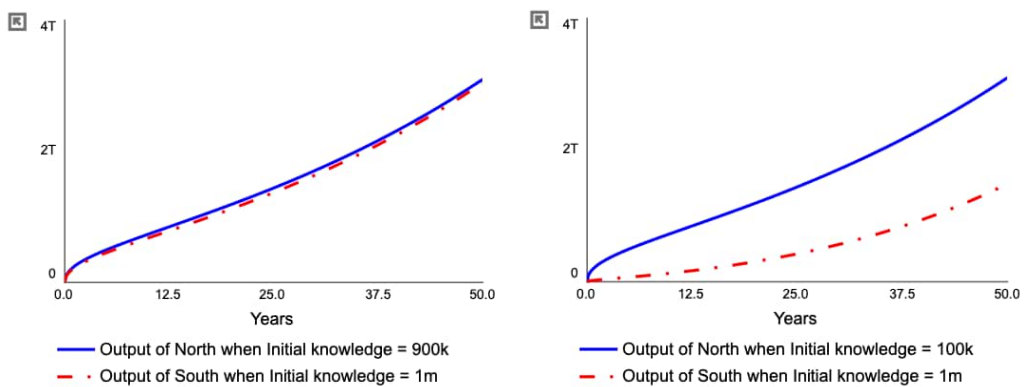 4T
2T
0
0.0 12.5 25.0 37.5 50.0
Years
Output of North when Initial knowledge = 900k
Output of South when Initial knowledge = 1m
4T
2T
0
0.0 12.5 25.0 37.5 50.0
Years
Output of North when Initial knowledge = 100k
Output of South when Initial knowledge = 1m